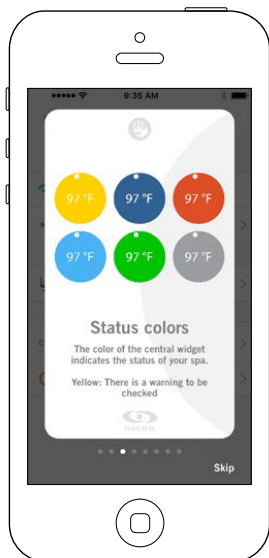 9:35 AM
97 °F 97 °F 97 °F
97 °F 97 °F 97 °F
Status colors
The color of the central widget
indicates the status of your spa.
Yellow: There is a warning to be
checked
GECKO
Skip